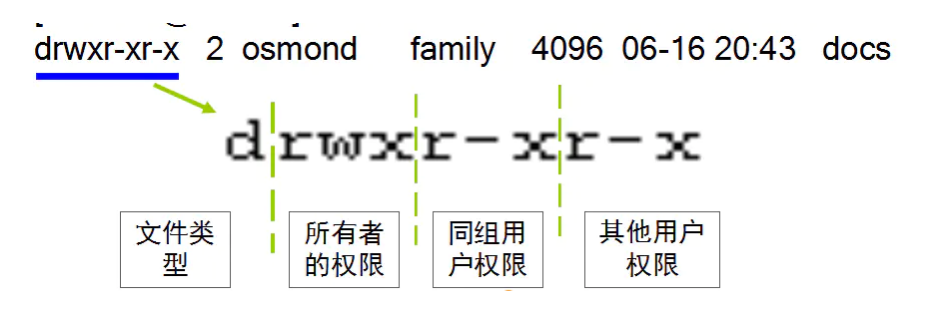 drwxr-xr-x 2 osmond family 4096 06-16 20:43 docs
drwxr-xr-x
文件类
型
所有者
的权限
同组用
户权限
其他用户
权限